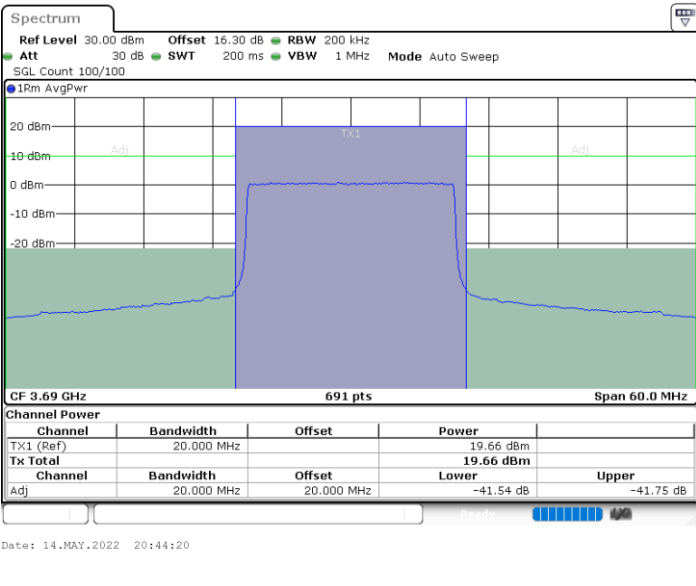 Spectrum
Ref Level 30.00 dBm Offset 16.30 dB RBW 200 kHz
Att 30 dB SWT 200 ms VBW 1 MHz Mode Auto Sweep
SGL Count 100/100
1Rm AvgPwr
20 dBm
TX1
Adj Adj
10 dBm
0 dBm
-10 dBm
-20 dBm
CF 3.69 GHz 691 pts Span 60.0 MHz
Channel Power
Channel Bandwidth Offset Power
TX1 (Ref) 20.000 MHz 19.66 dBm
Tx Total 19.66 dBm
Channel Bandwidth Offset Lower Upper
Adj 20.000 MHz 20.000 MHz -41.54 dB -41.75 dB
Ready
Date: 14.MAY.2022 20:44:20